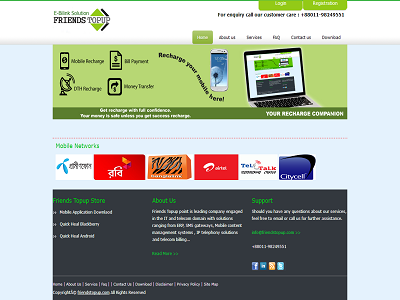 E-Bilink Solution
FRIENDS TOPUP
Login
Registration
For enquiry call our customer care : +88011-98249551
Home
about us
Services
FAQ
Contact us
Download
Mobile Recharge
Bill Payment
DTH Recharge
Money Transfer
Recharge your mobile here!
Get recharge with full confidence.
Your money is safe unless you get success recharge.
YOUR RECHARGE COMPANION
Mobile Networks
গ্রামীণফোন
রবি
banglalink
airtel
TeleTalk
Citycell
Friends Topup Store
>> Mobile Application Download
>> Quick Heal Blackberry
>> Quick Heal Android
About Us
Friends Topup point is a leading company engaged
in the IT and telecom domain with solutions
ranging from ERP, SMS gateways, Mobile content
management systems , IP telephony solutions
and telecom billing...
Read More >>
Support
Should you have any questions about our services,
feel free to email or call us for further assistance.
info@friendstopup.com >>
+88011-98249551
Home | About us | Services | Faq | Contact Us | Download | Disclaimer | Privacy Policy | Site Map
CopyrightÂ© friendstopup.com All Rights Reserved